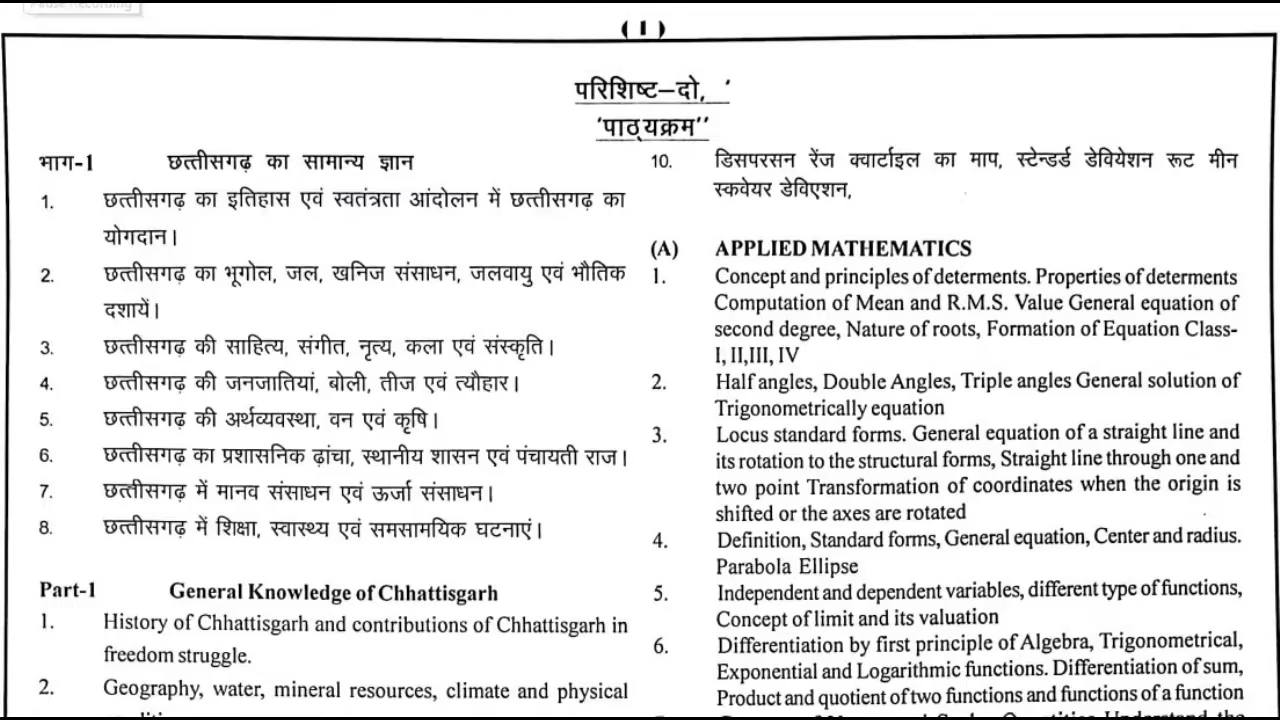 Pause Recording
( 1 )
परिशिष्ट–दो, '
'पाठ्यक्रम''
भाग-1 छत्तीसगढ़ का सामान्य ज्ञान
1. छत्तीसगढ़ का इतिहास एवं स्वतंत्रता आंदोलन में छत्तीसगढ़ का
योगदान।
2. छत्तीसगढ़ का भूगोल, जल, खनिज संसाधन, जलवायु एवं भौतिक
दशायें।
3. छत्तीसगढ़ की साहित्य, संगीत, नृत्य, कला एवं संस्कृति।
4. छत्तीसगढ़ की जनजातियां, बोली, तीज एवं त्यौहार।
5. छत्तीसगढ़ की अर्थव्यवस्था, वन एवं कृषि।
6. छत्तीसगढ़ का प्रशासनिक ढ़ांचा, स्थानीय शासन एवं पंचायती राज।
7. छत्तीसगढ़ में मानव संसाधन एवं ऊर्जा संसाधन।
8. छत्तीसगढ़ में शिक्षा, स्वास्थ्य एवं समसामयिक घटनाएं।
Part-1 General Knowledge of Chhattisgarh
1. History of Chhattisgarh and contributions of Chhattisgarh in
freedom struggle.
2. Geography, water, mineral resources, climate and physical
10. डिसपरसन रेंज क्वार्टाइल का माप, स्टेन्डर्ड डेवियेशन रूट मीन
स्कवेयर डेविएशन,
(A) APPLIED MATHEMATICS
1. Concept and principles of determents. Properties of determents
Computation of Mean and R.M.S. Value General equation of
second degree, Nature of roots, Formation of Equation Class-
I, II,III, IV
2. Half angles, Double Angles, Triple angles General solution of
Trigonometrically equation
3. Locus standard forms. General equation of a straight line and
its rotation to the structural forms, Straight line through one and
two point Transformation of coordinates when the origin is
shifted or the axes are rotated
4. Definition, Standard forms, General equation, Center and radius.
Parabola Ellipse
5. Independent and dependent variables, different type of functions,
Concept of limit and its valuation
6. Differentiation by first principle of Algebra, Trigonometrical,
Exponential and Logarithmic functions. Differentiation of sum,
Product and quotient of two functions and functions of a function